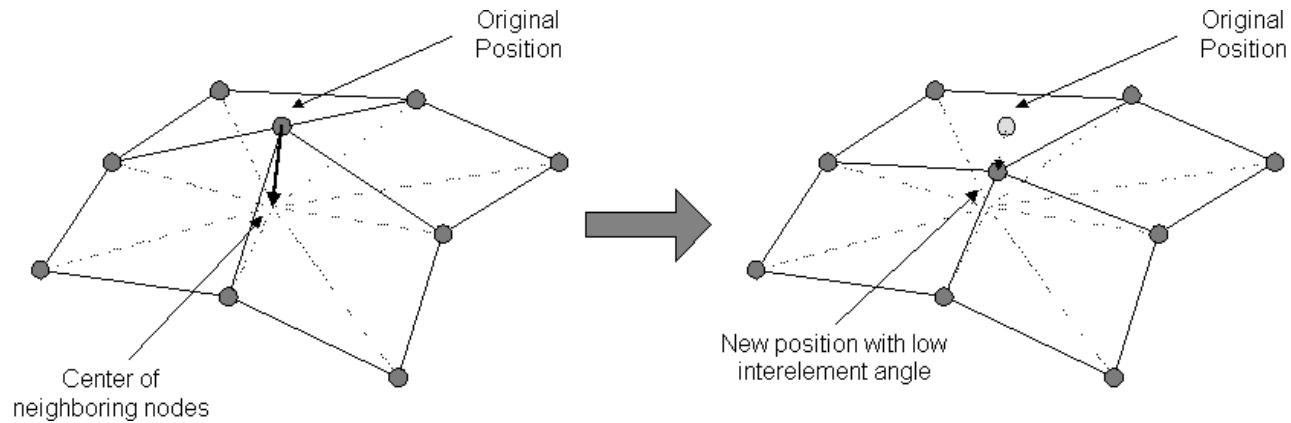 Original
Position
Center of
neighboring nodes
Original
Position
New position with low
interelement angle